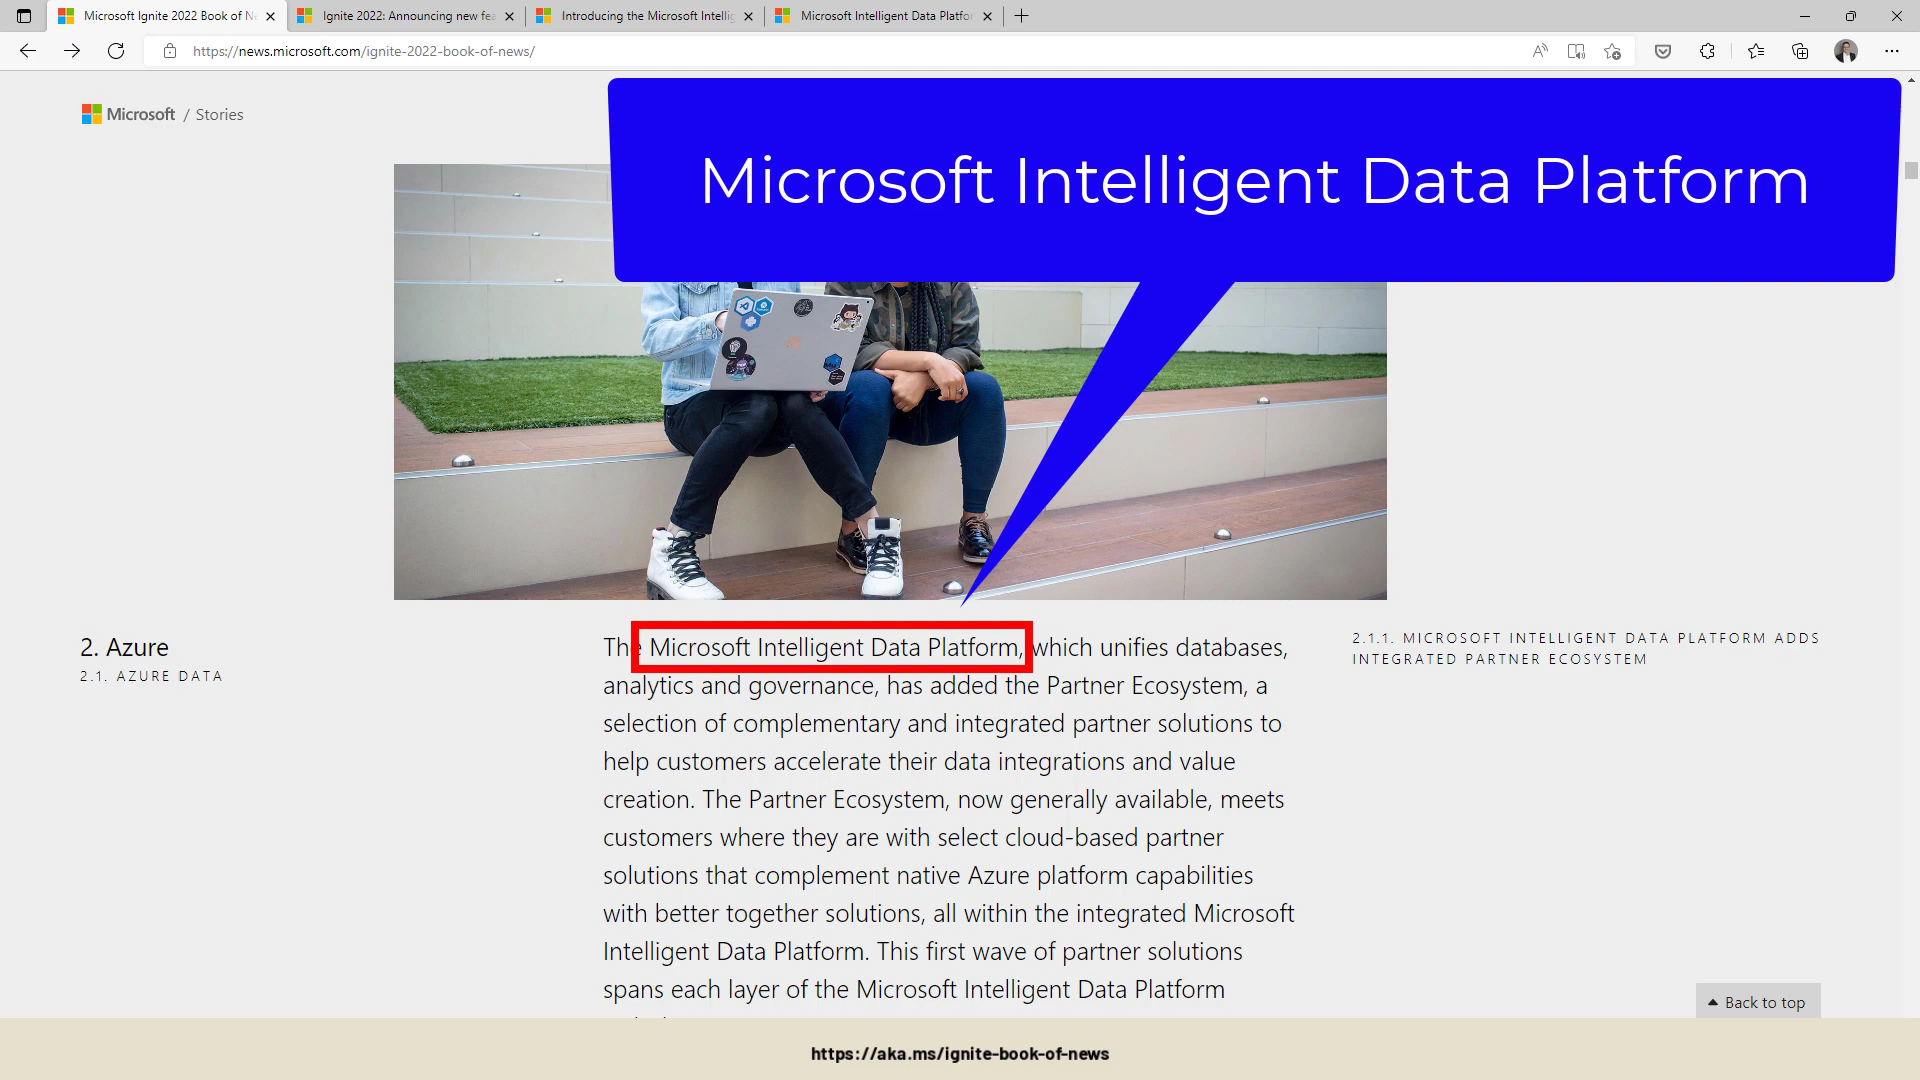 Microsoft Ignite 2022 Book of Ne
Ignite 2022: Announcing new fea
Introducing the Microsoft Intellig
Microsoft Intelligent Data Platfor
https://news.microsoft.com/ignite-2022-book-of-news/
Microsoft / Stories
Microsoft Intelligent Data Platform
2. Azure
2.1. AZURE DATA
The Microsoft Intelligent Data Platform, which unifies databases,
analytics and governance, has added the Partner Ecosystem, a
selection of complementary and integrated partner solutions to
help customers accelerate their data integrations and value
creation. The Partner Ecosystem, now generally available, meets
customers where they are with select cloud-based partner
solutions that complement native Azure platform capabilities
with better together solutions, all within the integrated Microsoft
Intelligent Data Platform. This first wave of partner solutions
spans each layer of the Microsoft Intelligent Data Platform
2.1.1. MICROSOFT INTELLIGENT DATA PLATFORM ADDS
INTEGRATED PARTNER ECOSYSTEM
Back to top
https://aka.ms/ignite-book-of-news